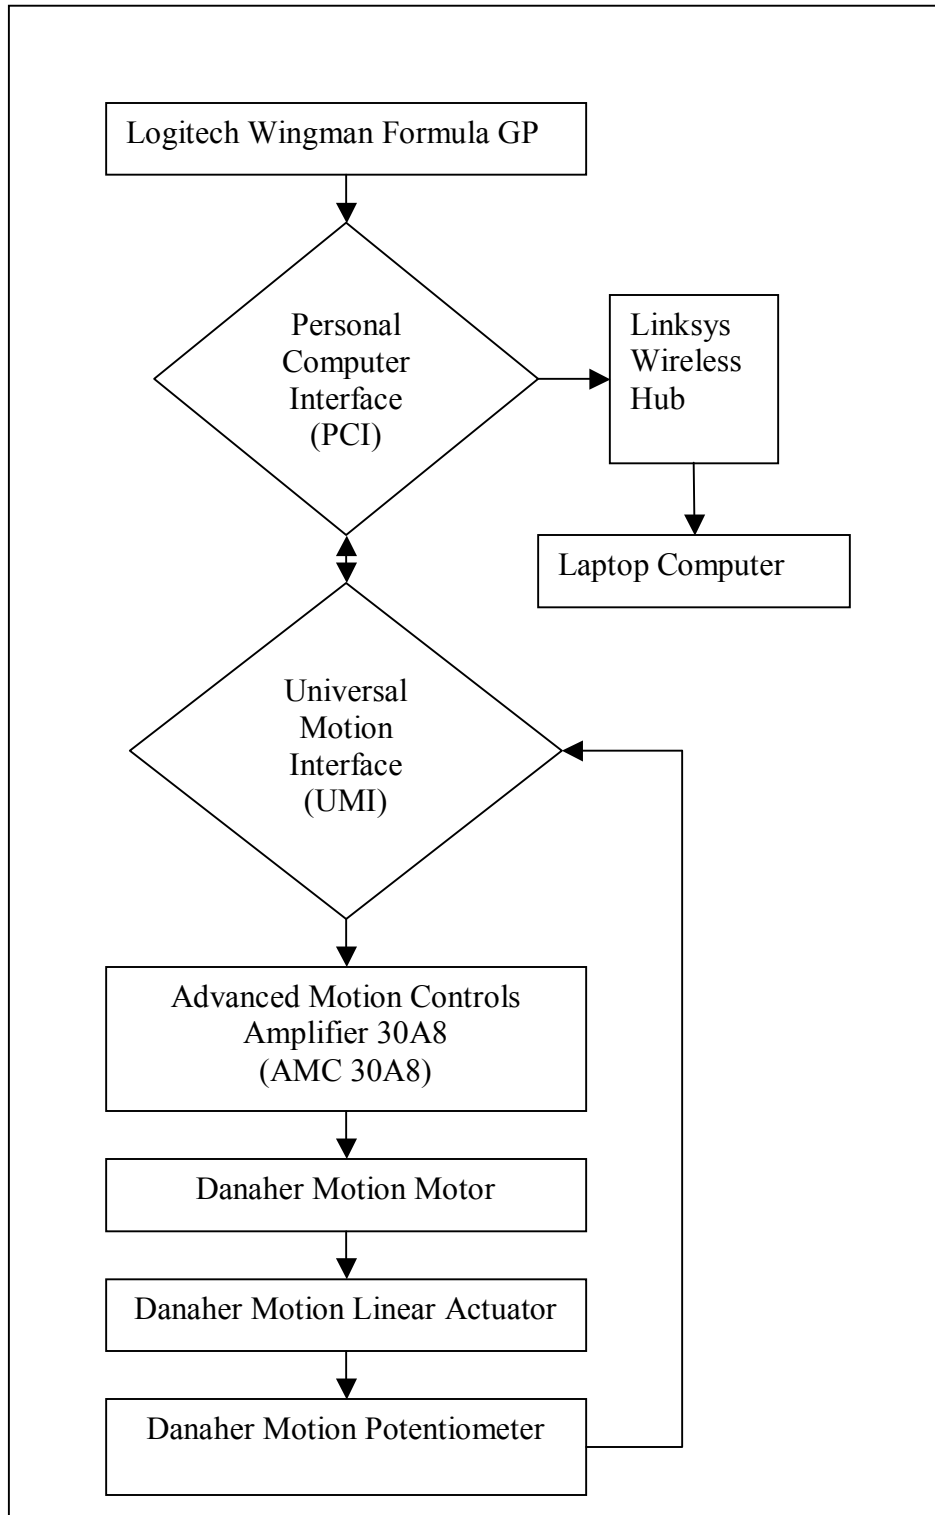 Logitech Wingman Formula GP
Personal
Computer
Interface
(PCI)
Linksys
Wireless
Hub
Laptop Computer
Universal
Motion
Interface
(UMI)
Advanced Motion Controls
Amplifier 30A8
(AMC 30A8)
Danaher Motion Motor
Danaher Motion Linear Actuator
Danaher Motion Potentiometer